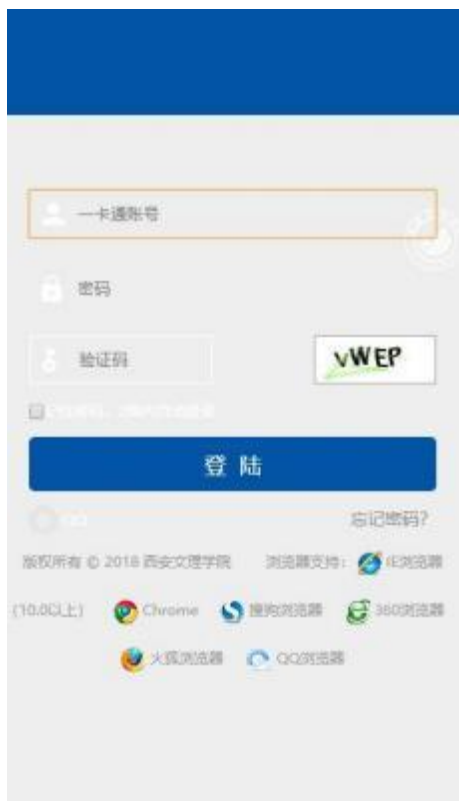 一卡通账号
密码
验证码
vWEP
登 陆
忘记密码?
版权所有 © 2018 西安文理学院 浏览器支持: IE浏览器
(10.0以上) Chrome 搜狗浏览器 360浏览器
火狐浏览器 QQ浏览器